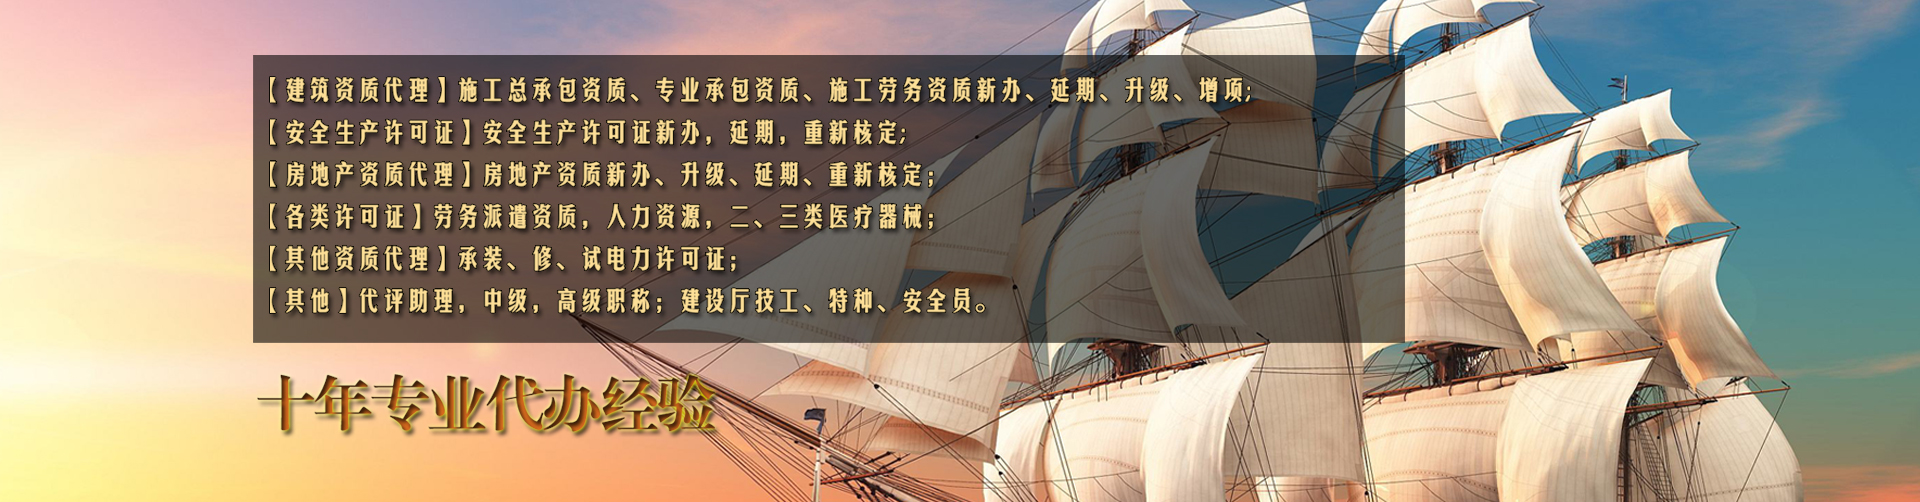 【建筑资质代理】施工总承包资质、专业承包资质、施工劳务资质新办、延期、升级、增项;
【安全生产许可证】安全生产许可证新办，延期，重新核定;
【房地产资质代理】房地产资质新办、升级、延期、重新核定；
【各类许可证】劳务派遣资质，人力资源，二、三类医疗器械；
【其他资质代理】承装、修、试电力许可证；
【其他】代评助理，中级，高级职称；建设厅技工、特种、安全员。
十年专业代办经验